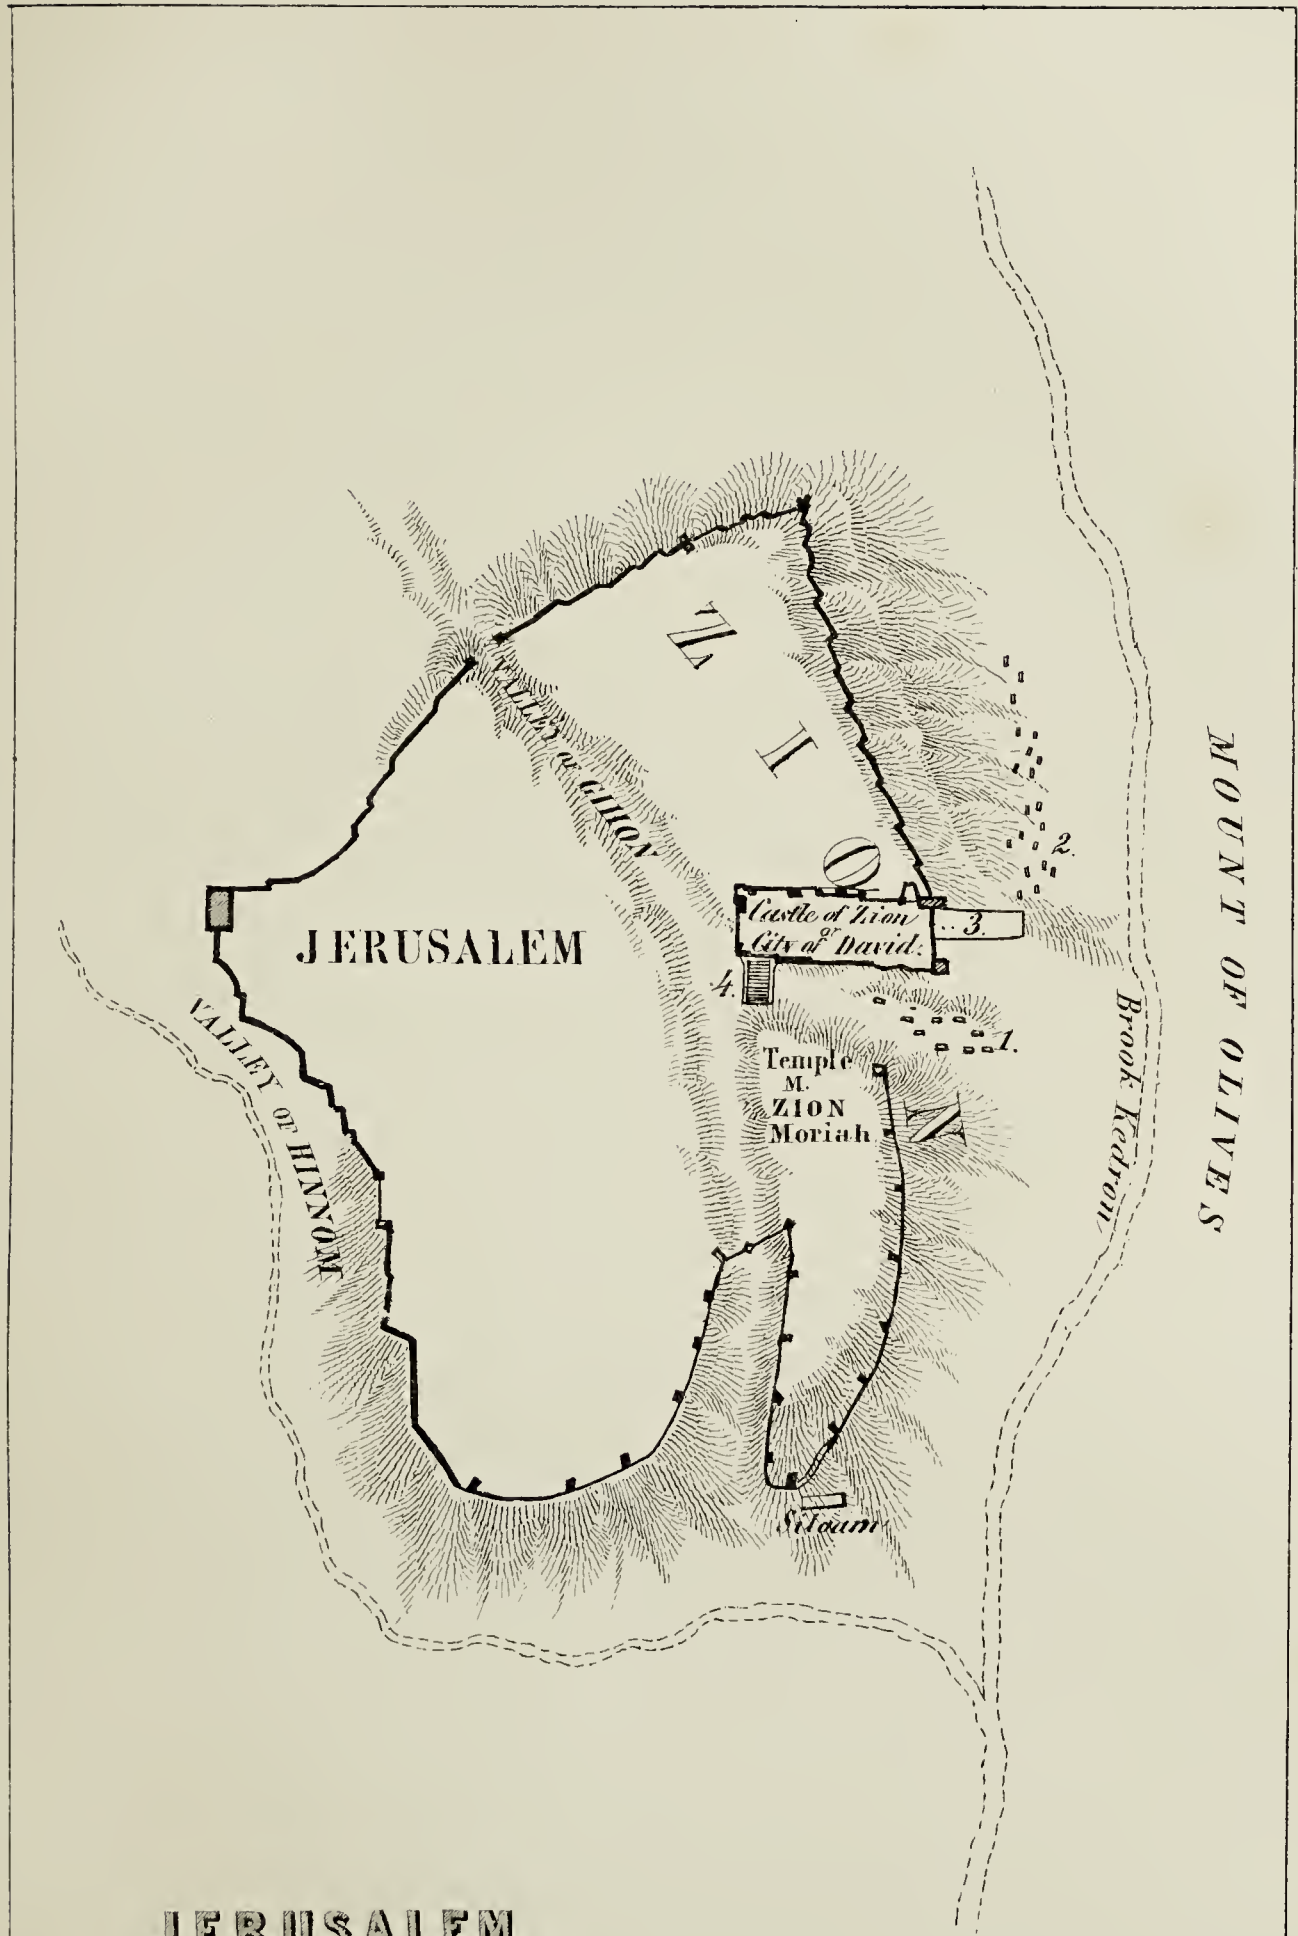 ZION
VALLEY OF GIHON
2.
Castle of Zion
or
City of David.
3.
JERUSALEM
4.
1.
VALLEY OF HINNOM
Temple
M.
ZION
Moriah
Brook Kedron
MOUNT OF OLIVES
Siloam
JERUSALEM